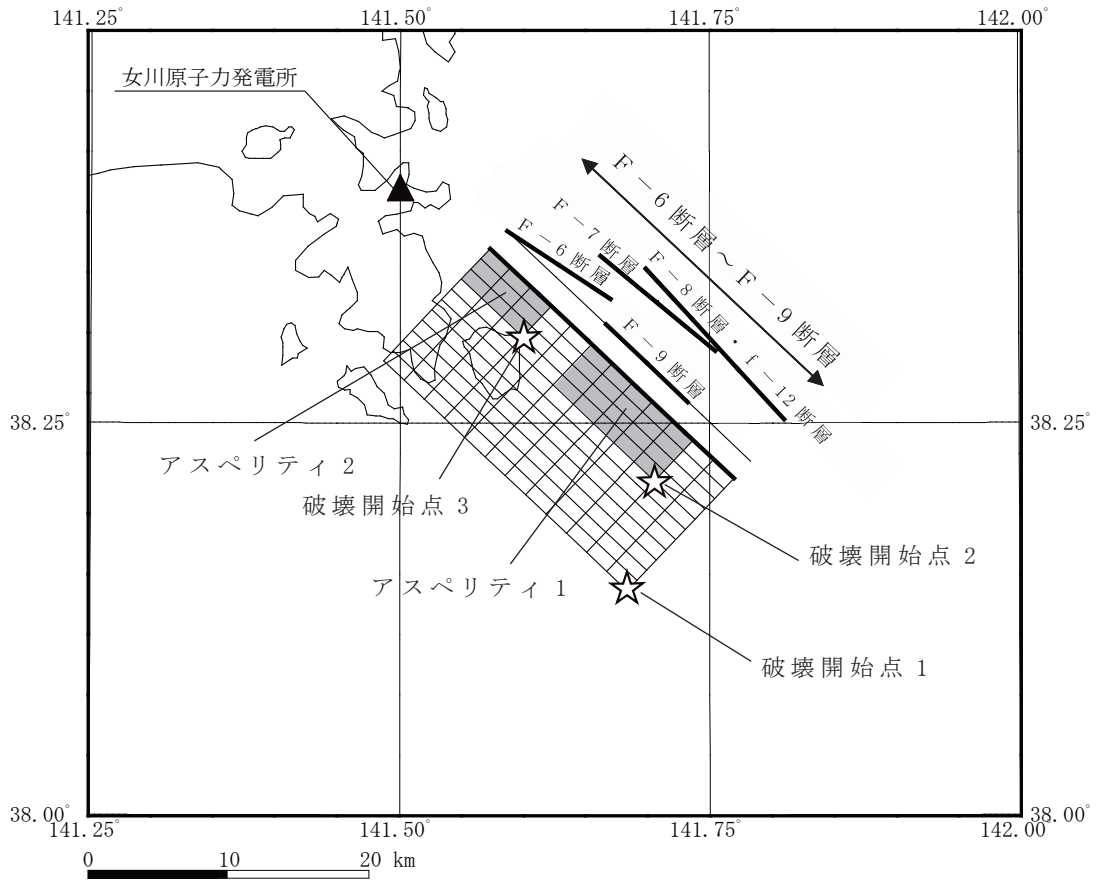 141.25°
141.50°
141.75°
142.00°
女川原子力発電所
F－6断層～F－9断層
F－7断層
F－6断層
F－8断層・f－12断層
F－9断層
38.25°
38.25°
アスペリティ2
破壊開始点3
破壊開始点2
アスペリティ1
破壊開始点1
38.00°
38.00°
141.25°
141.50°
141.75°
142.00°
0 10 20 km